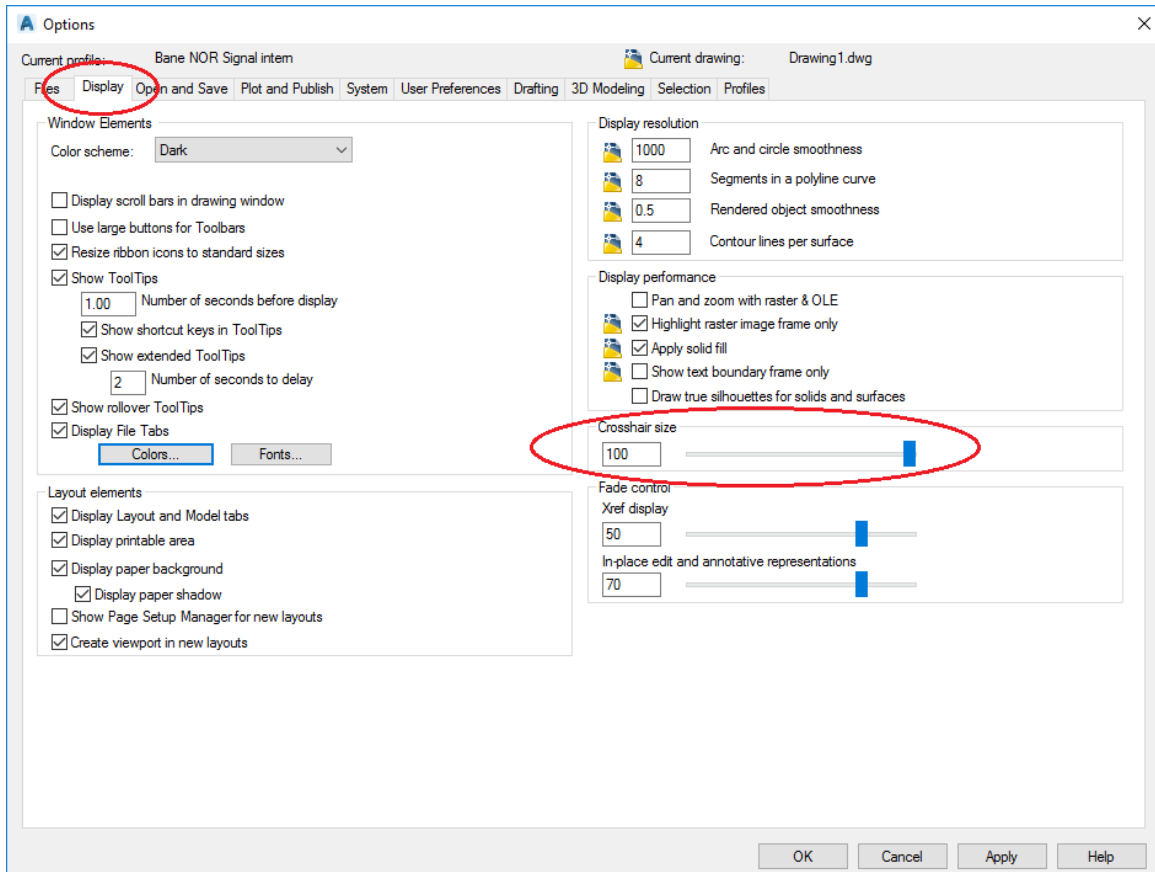 Options
Current profile: Bane NOR Signal intern Current drawing: Drawing1.dwg
Files Display Open and Save Plot and Publish System User Preferences Drafting 3D Modeling Selection Profiles
Window Elements
Color scheme: Dark
Display scroll bars in drawing window
Use large buttons for Toolbars
Resize ribbon icons to standard sizes
Show ToolTips
1.00 Number of seconds before display
Show shortcut keys in ToolTips
Show extended ToolTips
2 Number of seconds to delay
Show rollover ToolTips
Display File Tabs
Colors... Fonts...
Layout elements
Display Layout and Model tabs
Display printable area
Display paper background
Display paper shadow
Show Page Setup Manager for new layouts
Create viewport in new layouts
Display resolution
1000 Arc and circle smoothness
8 Segments in a polyline curve
0.5 Rendered object smoothness
4 Contour lines per surface
Display performance
Pan and zoom with raster & OLE
Highlight raster image frame only
Apply solid fill
Show text boundary frame only
Draw true silhouettes for solids and surfaces
Crosshair size
100
Fade control
Xref display
50
In-place edit and annotative representations
70
OK Cancel Apply Help